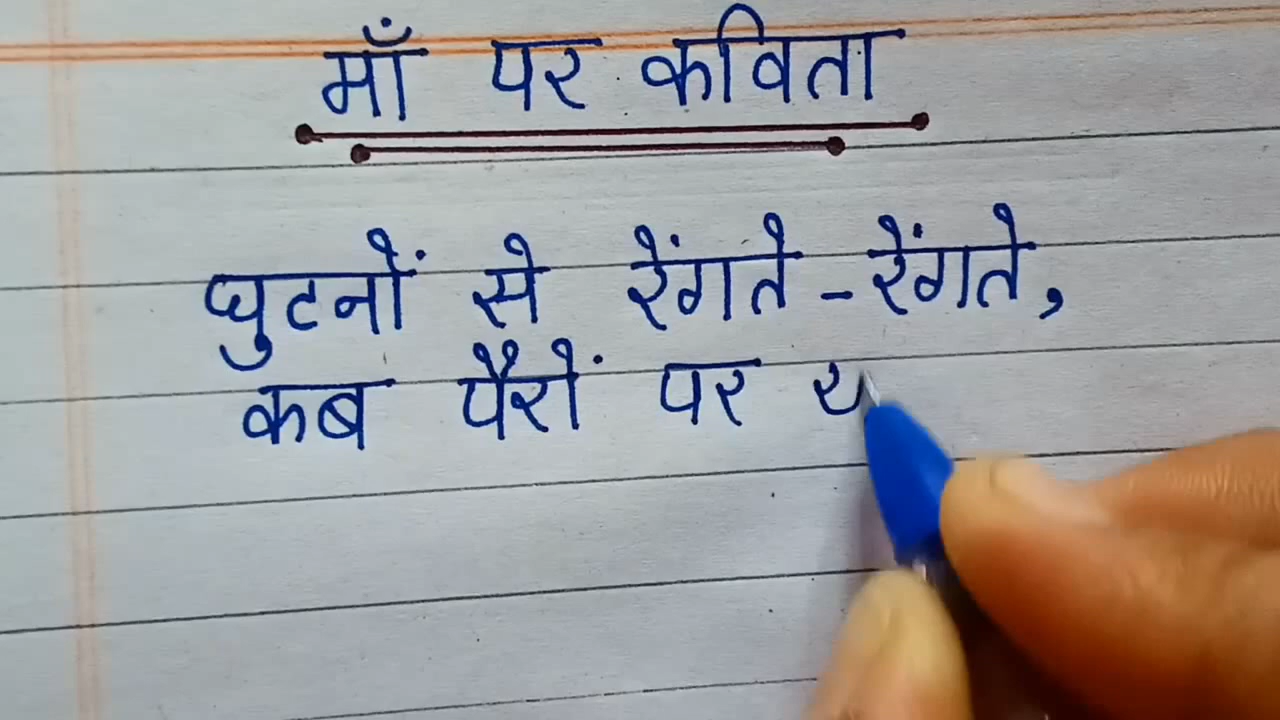 माँ पर कविता
घुटनों से रेंगते-रेंगते,
कब पैरों पर